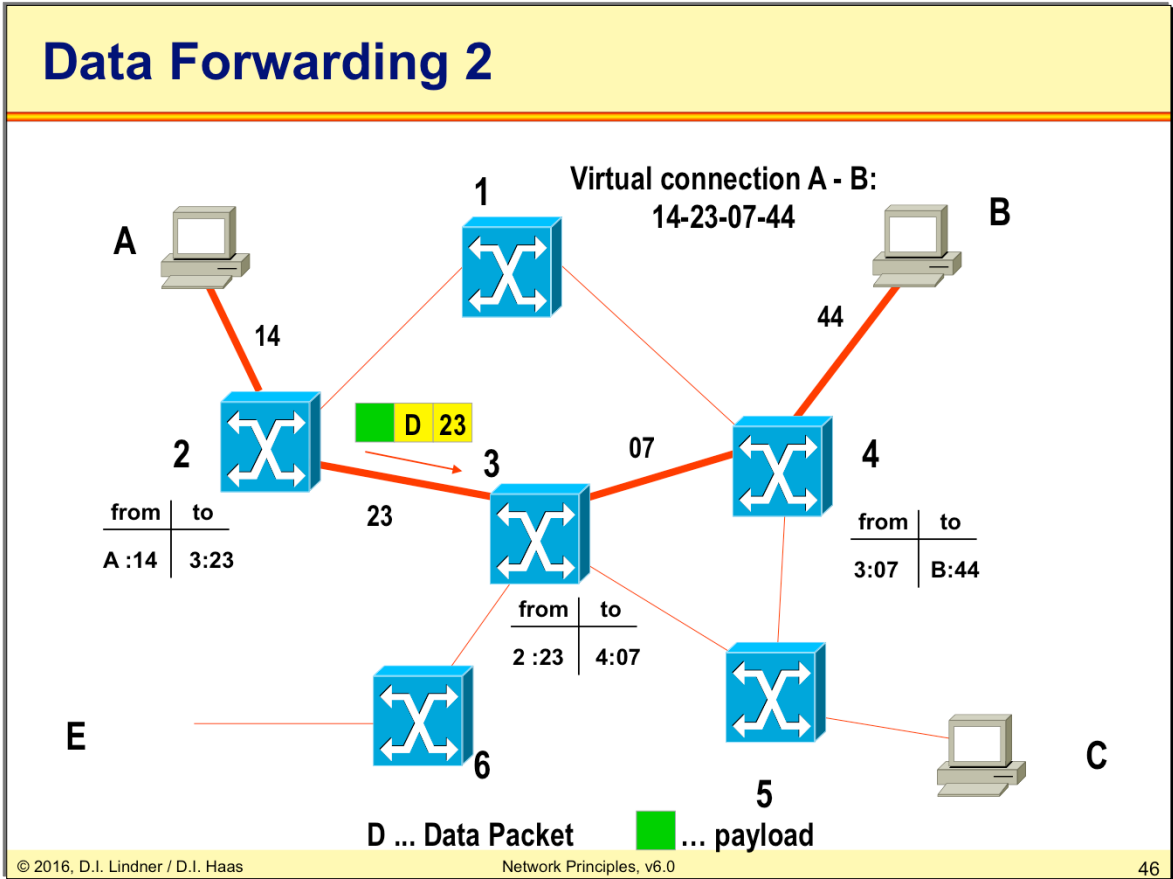 Data Forwarding 2
Virtual connection A - B:
14-23-07-44
1
A
B
14
44
D 23
2
3
07
4
23
from to
A :14 3:23
from to
3:07 B:44
from to
2 :23 4:07
E
6
C
5
D ... Data Packet ... payload
© 2016, D.I. Lindner / D.I. Haas Network Principles, v6.0 46